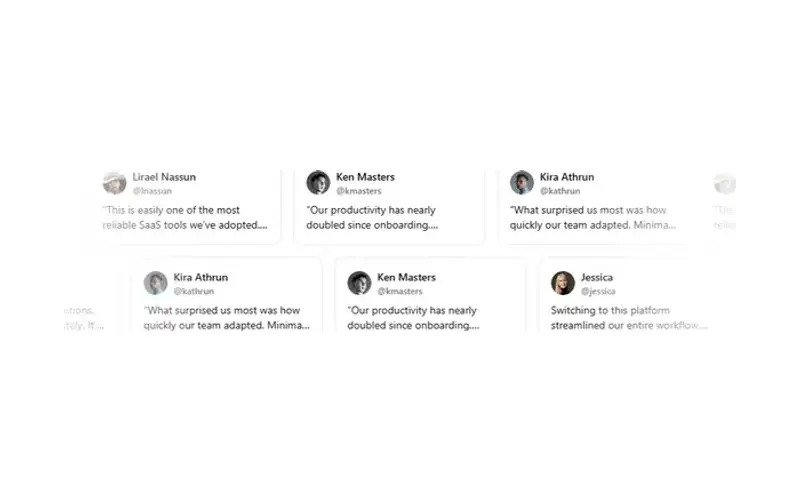 Lirael Nassun
@lnassun
"This is easily one of the most
reliable SaaS tools we've adopted....
Ken Masters
@kmasters
"Our productivity has nearly
doubled since onboarding....
Kira Athrun
@kathrun
"What surprised us most was how
quickly our team adapted. Minima...
"This
Kira Athrun
@kathrun
"What surprised us most was how
quickly our team adapted. Minima...
Ken Masters
@kmasters
"Our productivity has nearly
doubled since onboarding....
Jessica
@jessica
Switching to this platform
streamlined our entire workflow....